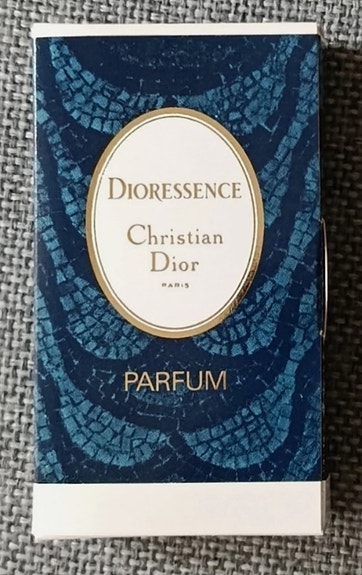 DIORESSENCE
Christian
Dior
PARIS
PARFUM